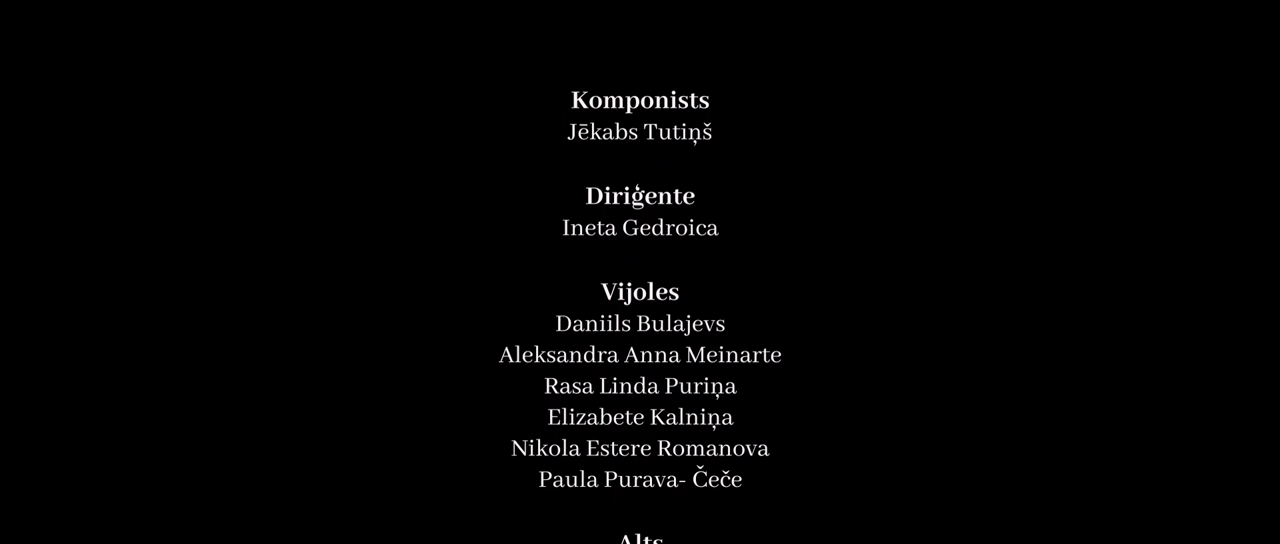 Komponists
Jēkabs Tutiņš
Diriģente
Ineta Gedroica
Vijoles
Daniils Bulajevs
Aleksandra Anna Meinarte
Rasa Linda Puriņa
Elizabete Kalniņa
Nikola Estere Romanova
Paula Purava- Čeče
Alts